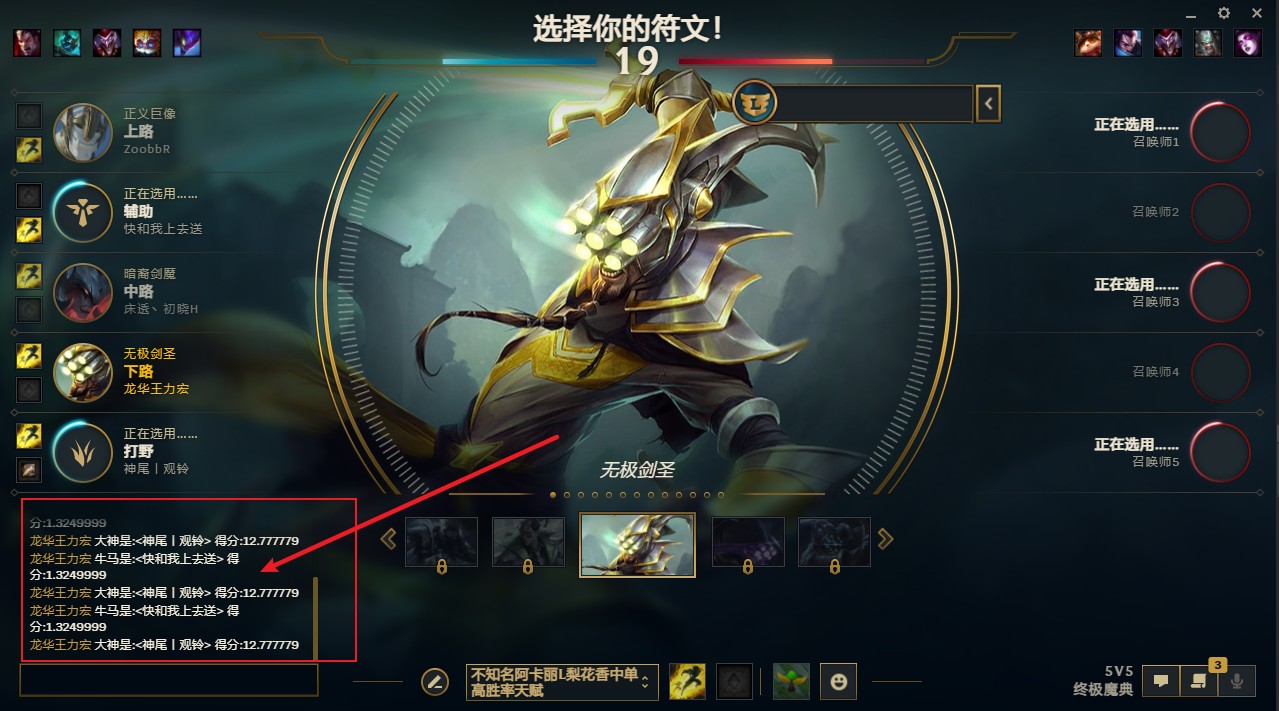 选择你的符文！
19
正义巨像
上路
ZoobbR
正在选用......
辅助
快和我上去送
暗裔剑魔
中路
床逶丶初晓H
无极剑圣
下路
龙华王力宏
正在选用......
打野
神尾丨观铃
L
正在选用......
召唤师1
召唤师2
正在选用......
召唤师3
召唤师4
正在选用......
召唤师5
无极剑圣
分:1.3249999
龙华王力宏 大神是:<神尾丨观铃> 得分:12.777779
龙华王力宏 牛马是:<快和我上去送> 得
分:1.3249999
龙华王力宏 大神是:<神尾丨观铃> 得分:12.777779
龙华王力宏 牛马是:<快和我上去送> 得
分:1.3249999
龙华王力宏 大神是:<神尾丨观铃> 得分:12.777779
不知名阿卡丽L梨花香中单
高胜率天赋
5V5
终极魔典
3